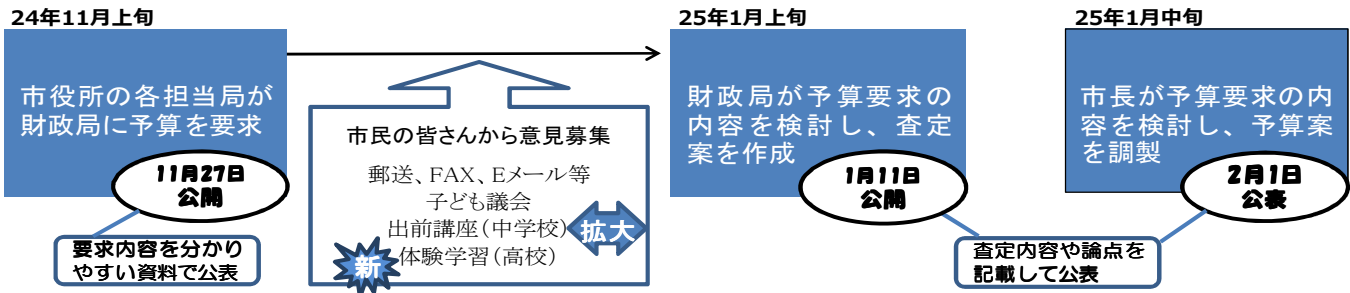 24年11月上旬
市役所の各担当局が
財政局に予算を要求
11月27日
公開
要求内容を分かり
やすい資料で公表
市民の皆さんから意見募集
郵送、FAX、Eメール等
子ども議会
出前講座(中学校)
拡大
新
体験学習(高校)
25年1月上旬
財政局が予算要求の
内容を検討し、査定
案を作成
1月11日
公開
25年1月中旬
市長が予算要求の内
容を検討し、予算案
を調製
2月1日
公表
査定内容や論点を
記載して公表